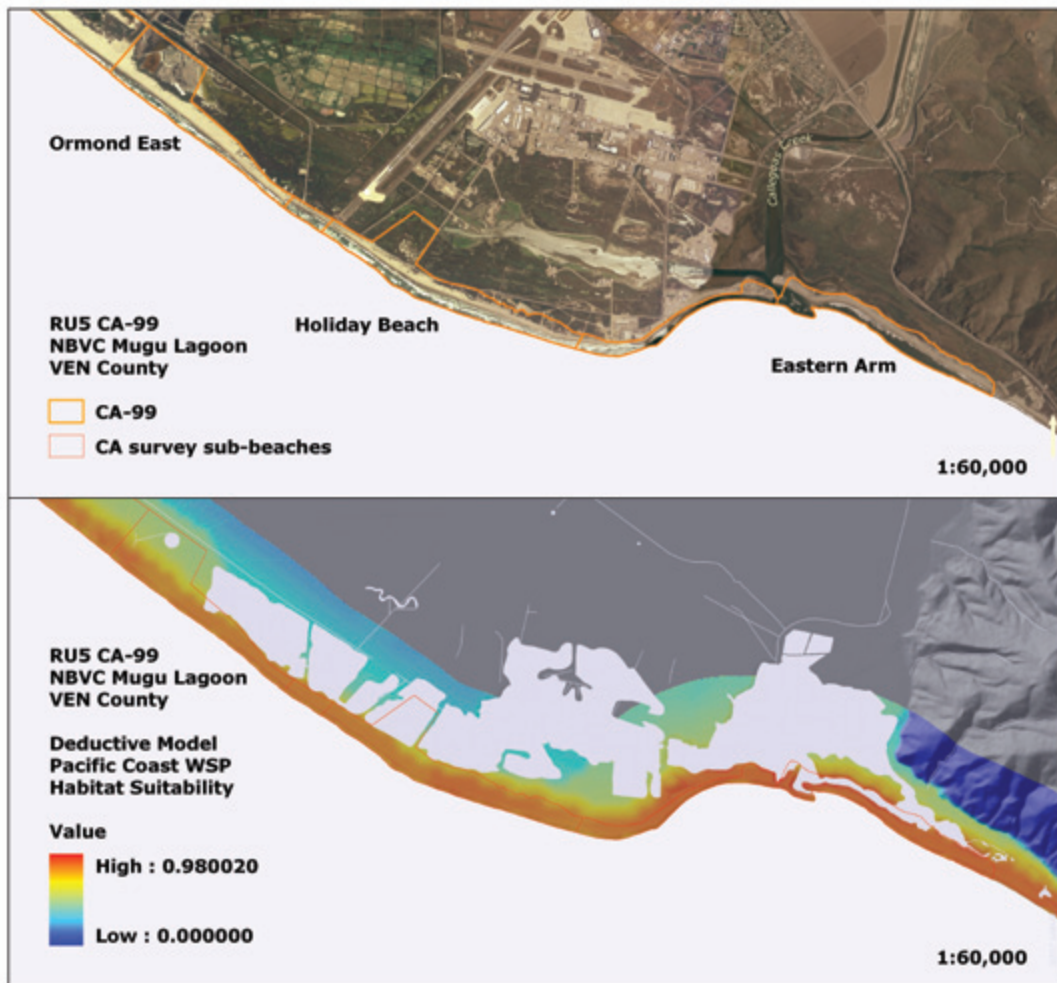 Ormond East
Calleguas Creek
Holiday Beach
Eastern Arm
RU5 CA-99
NBVC Mugu Lagoon
VEN County
CA-99
CA survey sub-beaches
1:60,000
RU5 CA-99
NBVC Mugu Lagoon
VEN County
Deductive Model
Pacific Coast WSP
Habitat Suitability
Value
High : 0.980020
Low : 0.000000
1:60,000